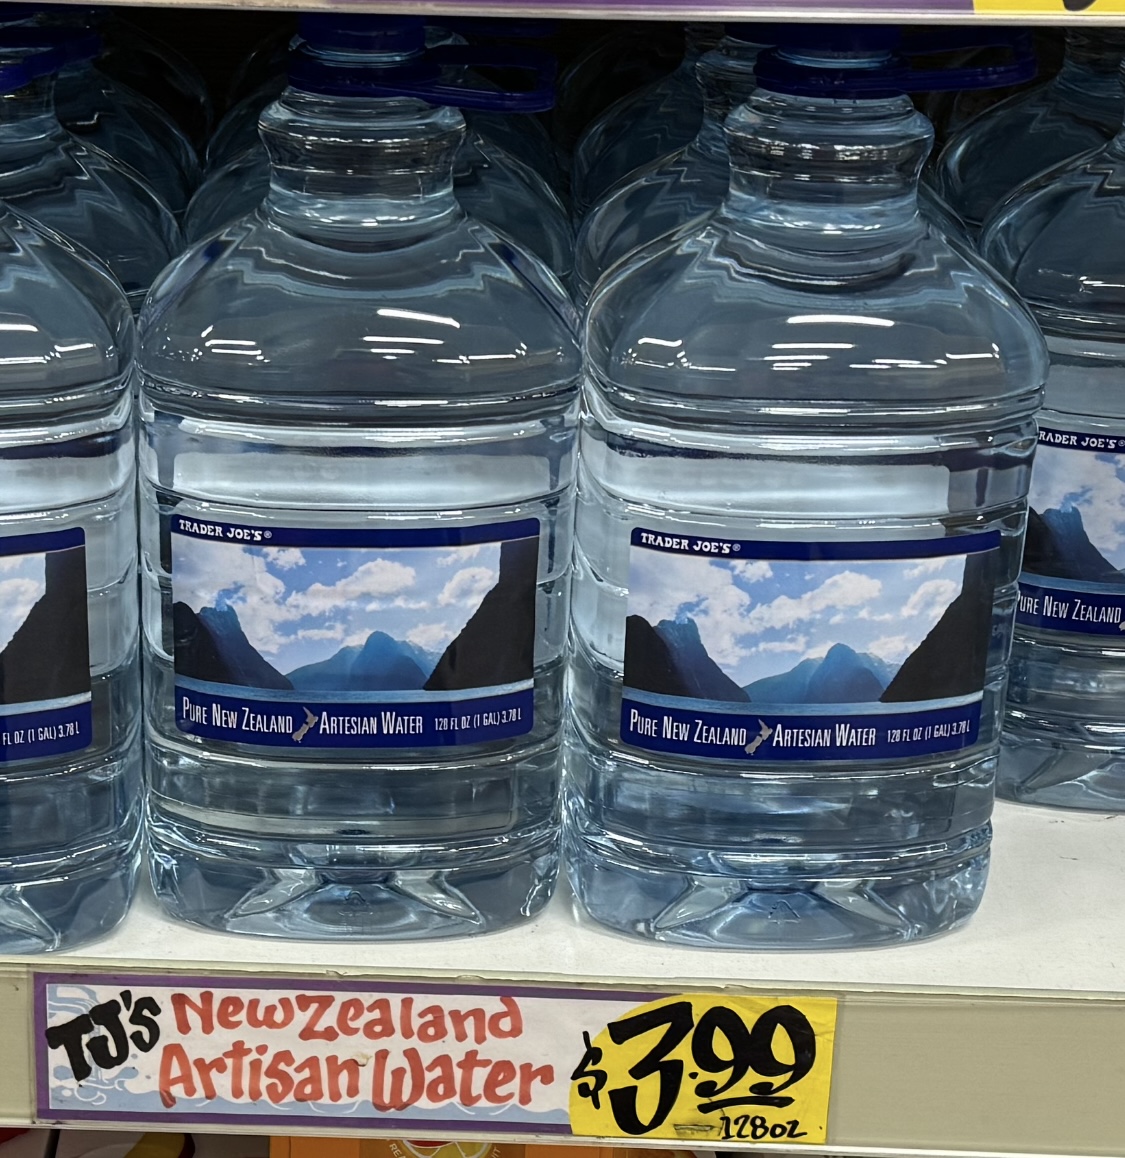 TRADER JOE'S®
PURE NEW ZEALAND ARTESIAN WATER 128 FL OZ (1 GAL) 3.78 L
TRADER JOE'S®
PURE NEW ZEALAND ARTESIAN WATER 128 FL OZ (1 GAL) 3.78 L
RADER JOE'S®
PURE NEW ZEALAND
FL OZ (1 GAL) 3.78 L
TJ's New Zealand
Artisan Water
$3.99
128oz